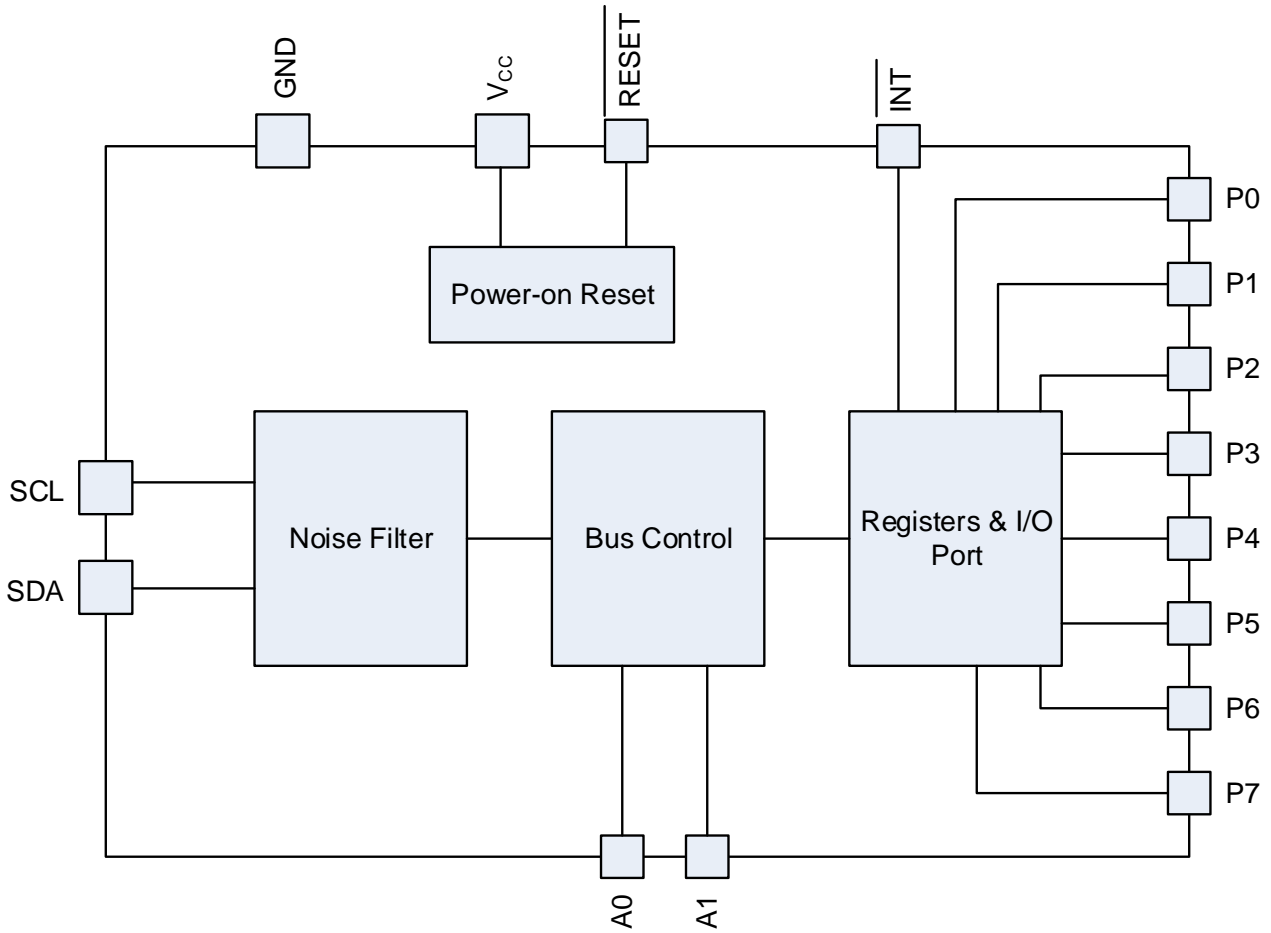 GND
VCC
RESET
INT
P0
P1
Power-on Reset
P2
P3
SCL
Noise Filter
Bus Control
Registers & I/O
Port
P4
SDA
P5
P6
P7
A0
A1